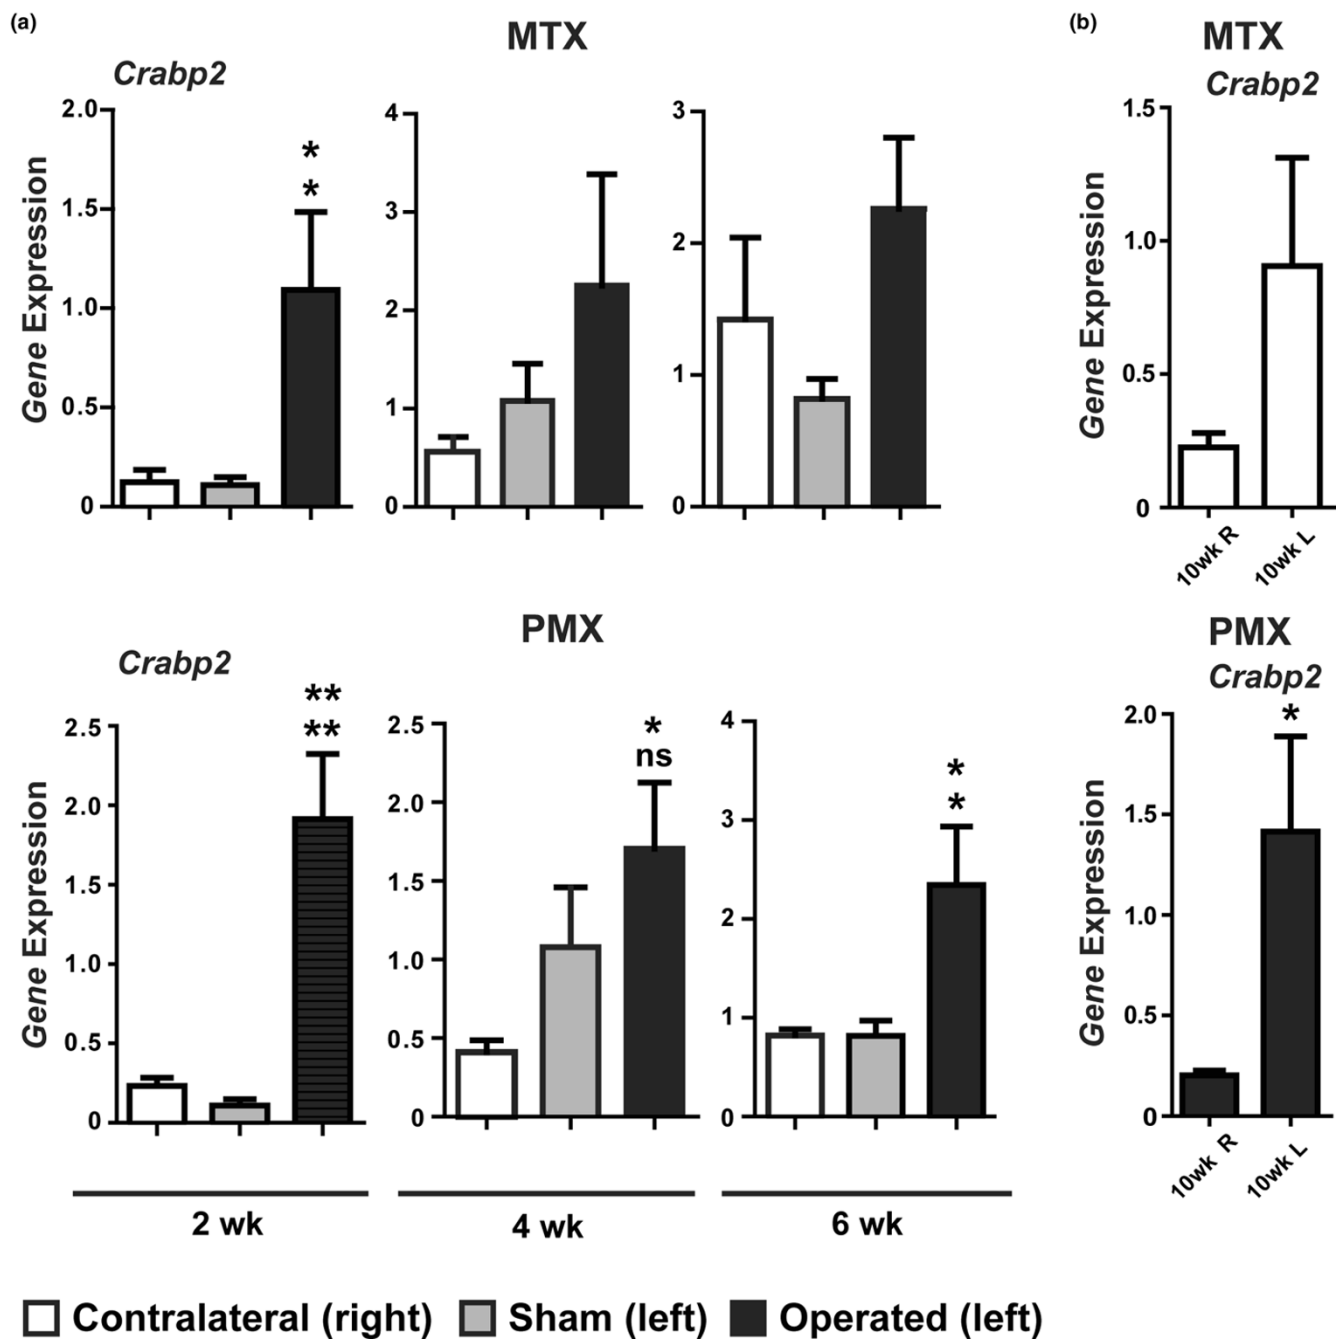 (a)
MTX
Crabp2
Gene Expression
2.0
1.5
1.0
0.5
0
*
*
4
3
2
1
0
3
2
1
0
(b)
MTX
Crabp2
Gene Expression
1.5
1.0
0.5
0
10wk R
10wk L
PMX
Crabp2
Gene Expression
2.5
2.0
1.5
1.0
0.5
0
**
**
2.5
2.0
1.5
1.0
0.5
0
*
ns
4
3
2
1
0
*
*
PMX
Crabp2
Gene Expression
2.0
1.5
1.0
0.5
0
*
10wk R
10wk L
2 wk
4 wk
6 wk
Contralateral (right) Sham (left) Operated (left)